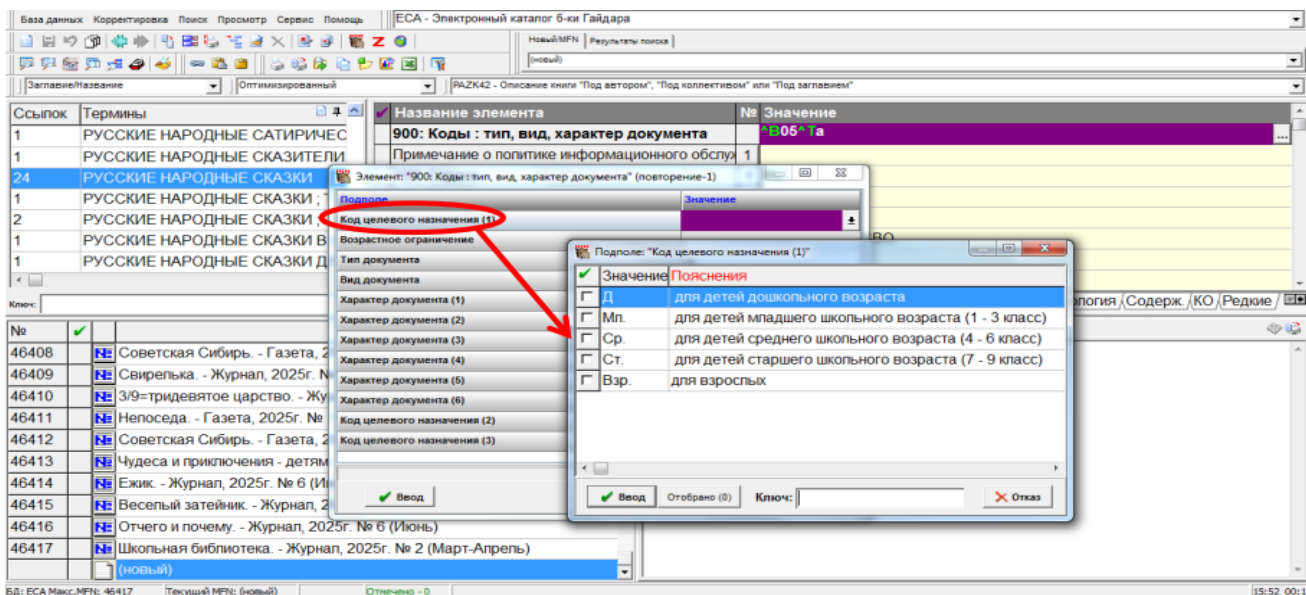 База данных Корректировка Поиск Просмотр Сервис Помощь
ECA - Электронный каталог б-ки Гайдара
Новый/MFN Результаты поиска
(новый)
Заглавие/Название Оптимизированный PAZK42 - Описание книги "Под автором", "Под коллективом" или "Под заглавием"
Ссылок Термины
1 РУССКИЕ НАРОДНЫЕ САТИРИЧЕС
1 РУССКИЕ НАРОДНЫЕ СКАЗИТЕЛИ
24 РУССКИЕ НАРОДНЫЕ СКАЗКИ
1 РУССКИЕ НАРОДНЫЕ СКАЗКИ ; Т
2 РУССКИЕ НАРОДНЫЕ СКАЗКИ ;
1 РУССКИЕ НАРОДНЫЕ СКАЗКИ В
1 РУССКИЕ НАРОДНЫЕ СКАЗКИ Д
Ключ:
Название элемента № Значение
900: Коды : тип, вид, характер документа ^B05^Ta
Примечание о политике информационного обслу 1
ВО
ология Содерж. КО Редкие
Элемент: "900: Коды : тип, вид, характер документа" (повторение-1)
Подполе Значение
Код целевого назначения (1)
Возрастное ограничение
Тип документа
Вид документа
Характер документа (1)
Характер документа (2)
Характер документа (3)
Характер документа (4)
Характер документа (5)
Характер документа (6)
Код целевого назначения (2)
Код целевого назначения (3)
Ввод
Подполе: "Код целевого назначения (1)"
Значение Пояснения
Д для детей дошкольного возраста
Мл. для детей младшего школьного возраста (1 - 3 класс)
Ср. для детей среднего школьного возраста (4 - 6 класс)
Ст. для детей старшего школьного возраста (7 - 9 класс)
Взр. для взрослых
Ввод Отобрано (0) Ключ: Отказ
№
46408 Советская Сибирь. - Газета, 2
46409 Свирелька. - Журнал, 2025г. №
46410 3/9=тридевятое царство. - Жу
46411 Непоседа. - Газета, 2025г. №
46412 Советская Сибирь. - Газета, 2
46413 Чудеса и приключения - детям
46414 Ежик. - Журнал, 2025г. № 6 (Ию
46415 Веселый затейник. - Журнал, 2
46416 Отчего и почему. - Журнал, 2025г. № 6 (Июнь)
46417 Школьная библиотека. - Журнал, 2025г. № 2 (Март-Апрель)
(новый)
БД: ECA Макс.MFN: 46417 Текущий MFN: (новый) Отмечено - 0 15:52 00:1